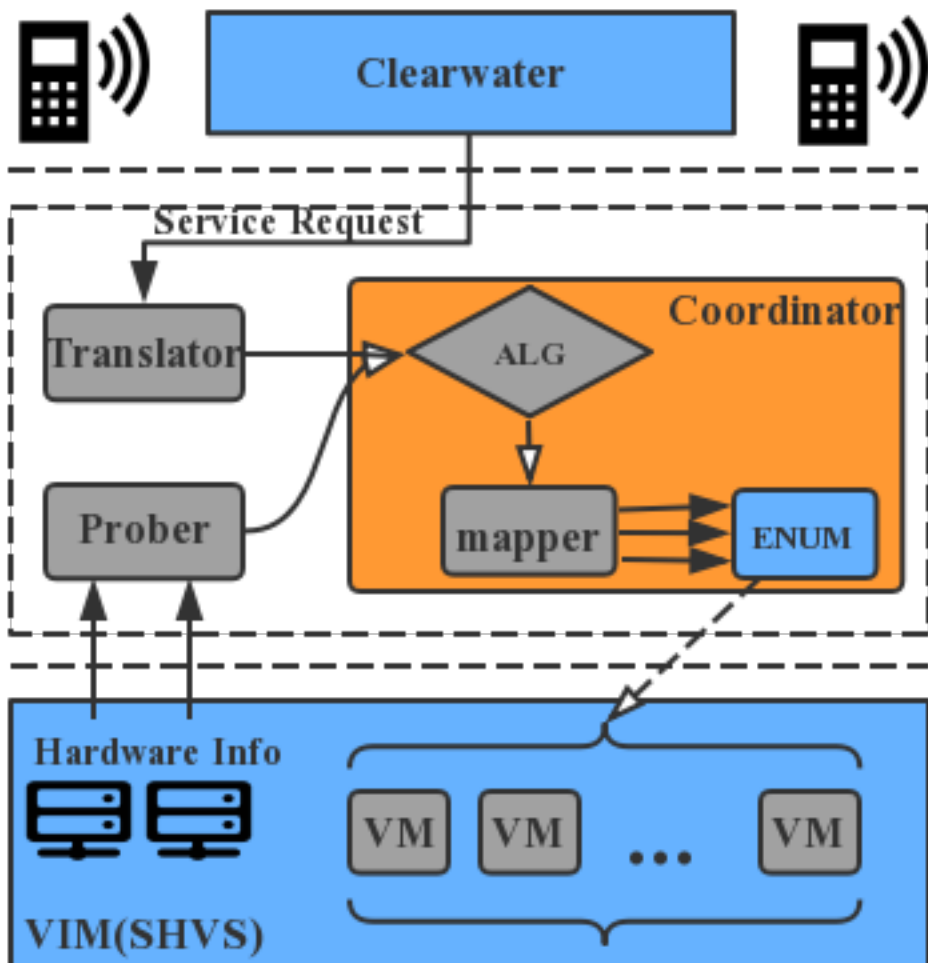 Clearwater
Service Request
Translator
Coordinator
ALG
Prober
mapper
ENUM
Hardware Info
VM
VM
...
VM
VIM(SHVS)